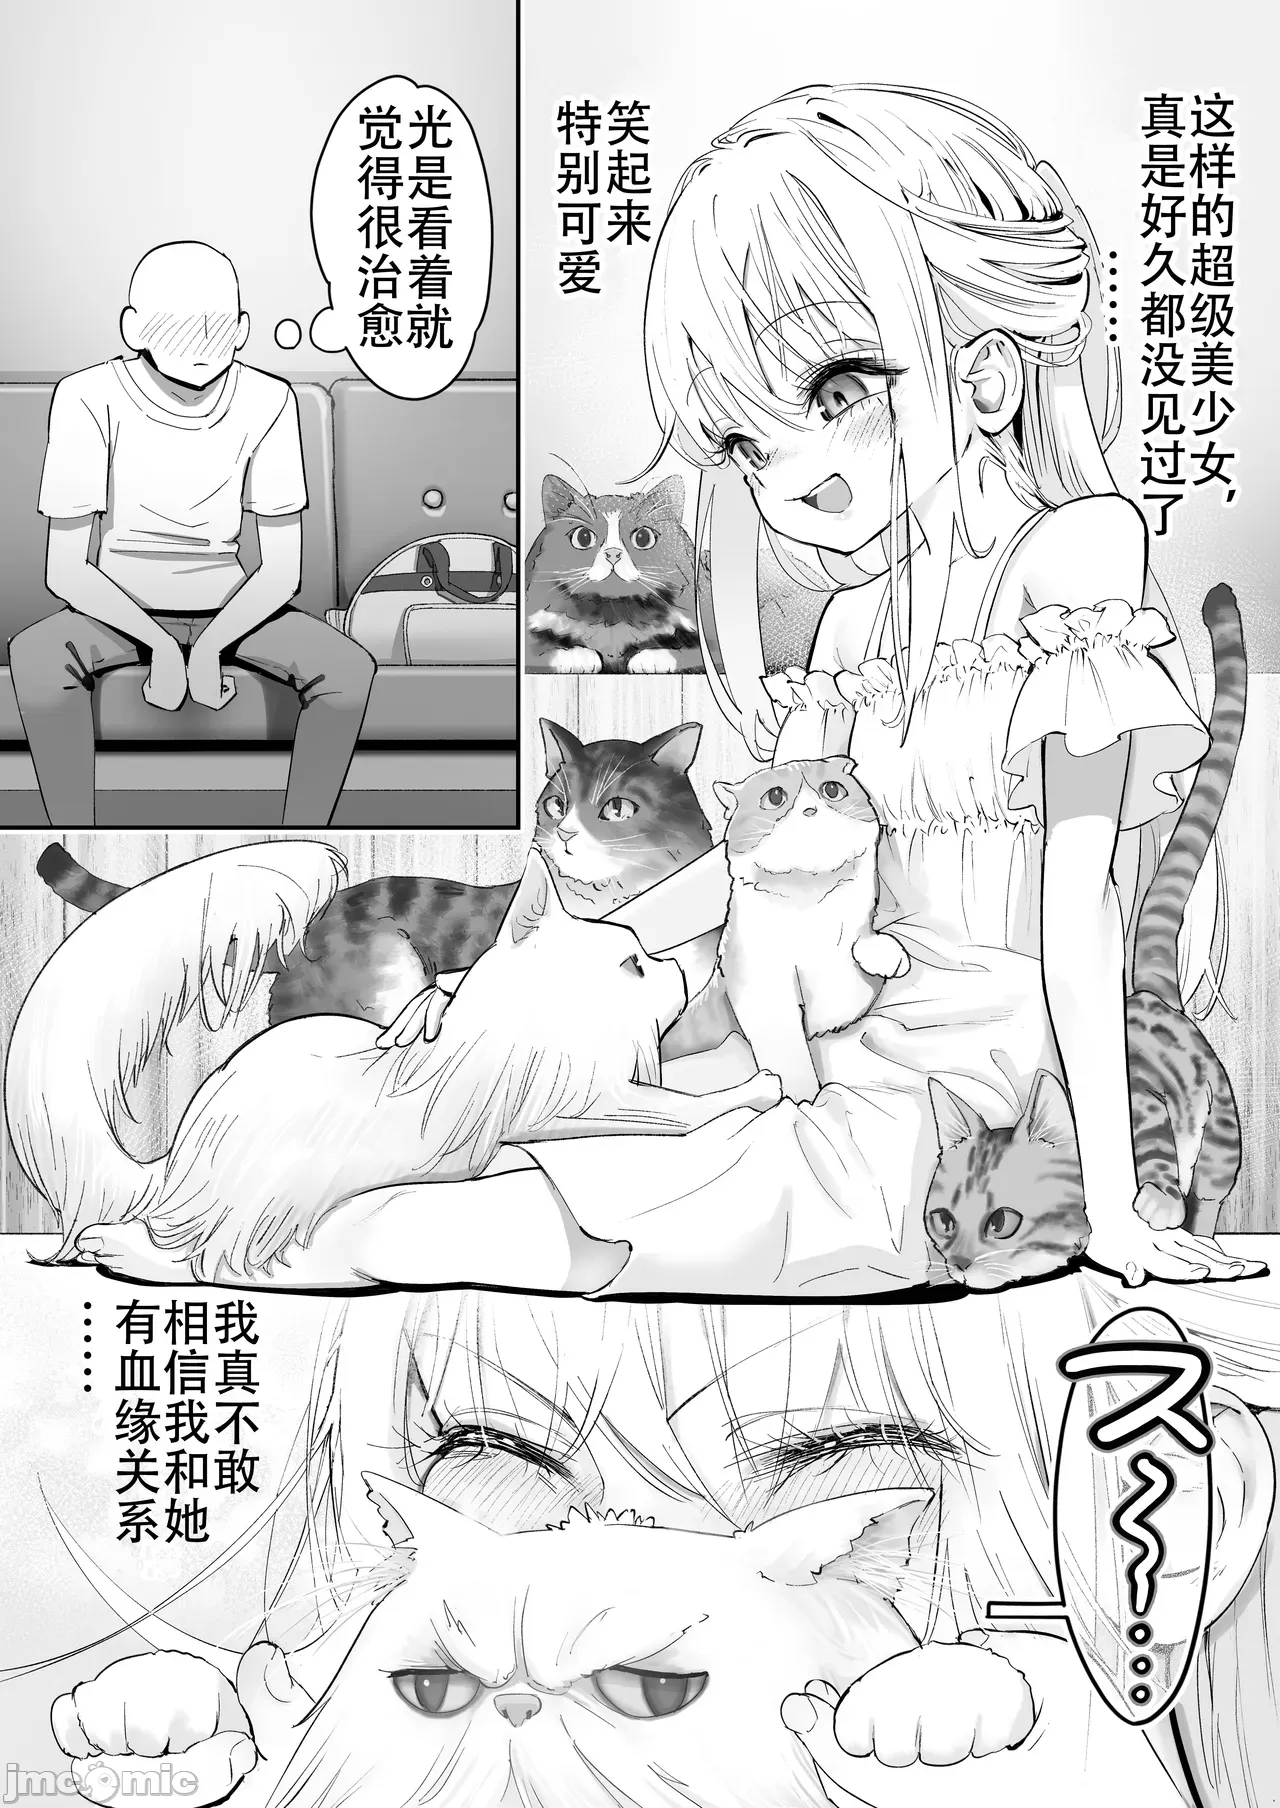 这样的超级美少女，
真是好久都没见过了
……
笑起来
特别可爱
光是看着就
觉得很治愈
スー～……
我真不敢
相信我和她
有血缘关系
……
jmcomic